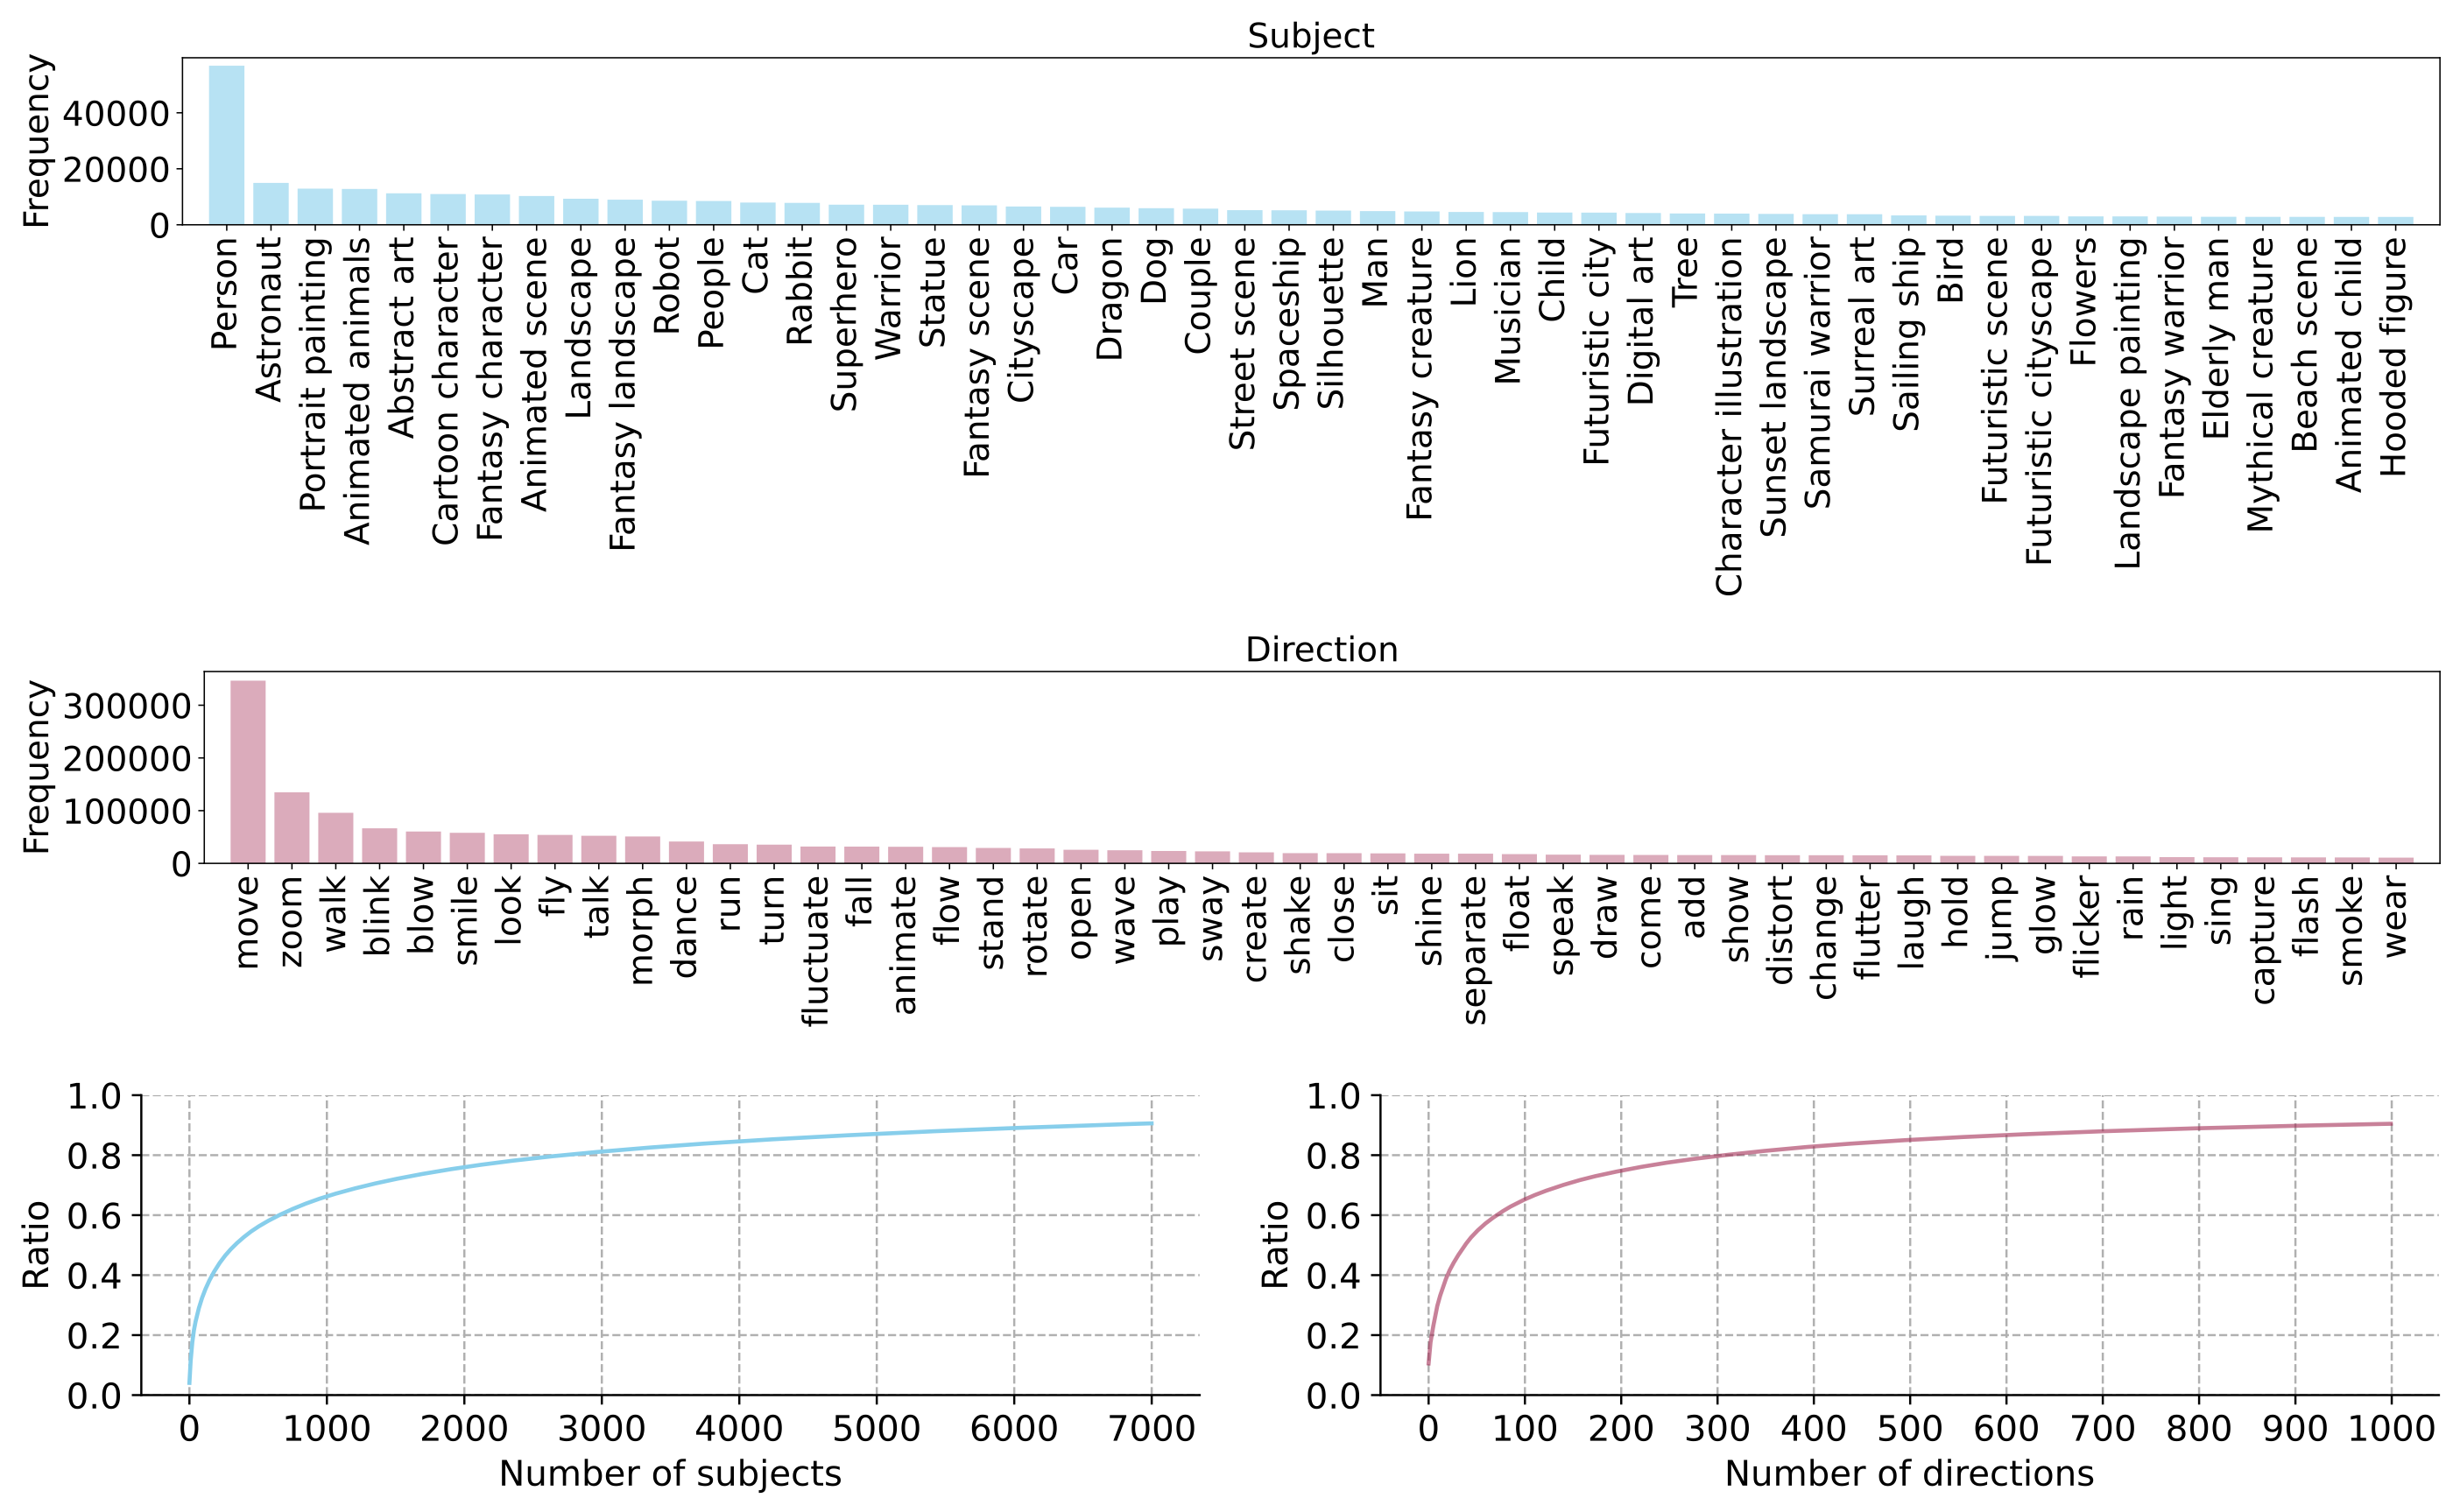 Subject
Frequency
40000
20000
0
Person
Astronaut
Portrait painting
Animated animals
Abstract art
Cartoon character
Fantasy character
Animated scene
Landscape
Fantasy landscape
Robot
People
Cat
Rabbit
Superhero
Warrior
Statue
Fantasy scene
Cityscape
Car
Dragon
Dog
Couple
Street scene
Spaceship
Silhouette
Man
Fantasy creature
Lion
Musician
Child
Futuristic city
Digital art
Tree
Character illustration
Sunset landscape
Samurai warrior
Surreal art
Sailing ship
Bird
Futuristic scene
Futuristic cityscape
Flowers
Landscape painting
Fantasy warrior
Elderly man
Mythical creature
Beach scene
Animated child
Hooded figure
Direction
Frequency
300000
200000
100000
0
move
zoom
walk
blink
blow
smile
look
fly
talk
morph
dance
run
turn
fluctuate
fall
animate
flow
stand
rotate
open
wave
play
sway
create
shake
close
sit
shine
separate
float
speak
draw
come
add
show
distort
change
flutter
laugh
hold
jump
glow
flicker
rain
light
sing
capture
flash
smoke
wear
Ratio
1.0
0.8
0.6
0.4
0.2
0.0
0 1000 2000 3000 4000 5000 6000 7000
Number of subjects
Ratio
1.0
0.8
0.6
0.4
0.2
0.0
0 100 200 300 400 500 600 700 800 900 1000
Number of directions